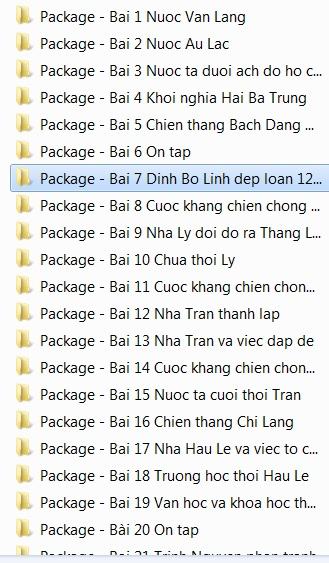 Package - Bai 1 Nuoc Van Lang
Package - Bai 2 Nuoc Au Lac
Package - Bai 3 Nuoc ta duoi ach do ho c...
Package - Bai 4 Khoi nghia Hai Ba Trung
Package - Bai 5 Chien thang Bach Dang ...
Package - Bai 6 On tap
Package - Bai 7 Dinh Bo Linh dep loan 12...
Package - Bai 8 Cuoc khang chien chong ...
Package - Bai 9 Nha Ly doi do ra Thang L...
Package - Bai 10 Chua thoi Ly
Package - Bai 11 Cuoc khang chien chon...
Package - Bai 12 Nha Tran thanh lap
Package - Bai 13 Nha Tran va viec dap de
Package - Bai 14 Cuoc khang chien chon...
Package - Bai 15 Nuoc ta cuoi thoi Tran
Package - Bai 16 Chien thang Chi Lang
Package - Bai 17 Nha Hau Le va viec to c...
Package - Bai 18 Truong hoc thoi Hau Le
Package - Bai 19 Van hoc va khoa hoc th...
Package - Bài 20 On tap
Package - Bai 21 Trinh Nguyen phan tranh